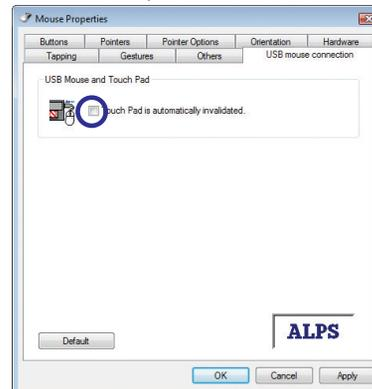 Mouse Properties
Buttons Pointers Pointer Options Orientation Hardware
Tapping Gestures Others USB mouse connection
USB Mouse and Touch Pad
Touch Pad is automatically invalidated.
ALPS
Default
OK Cancel Apply